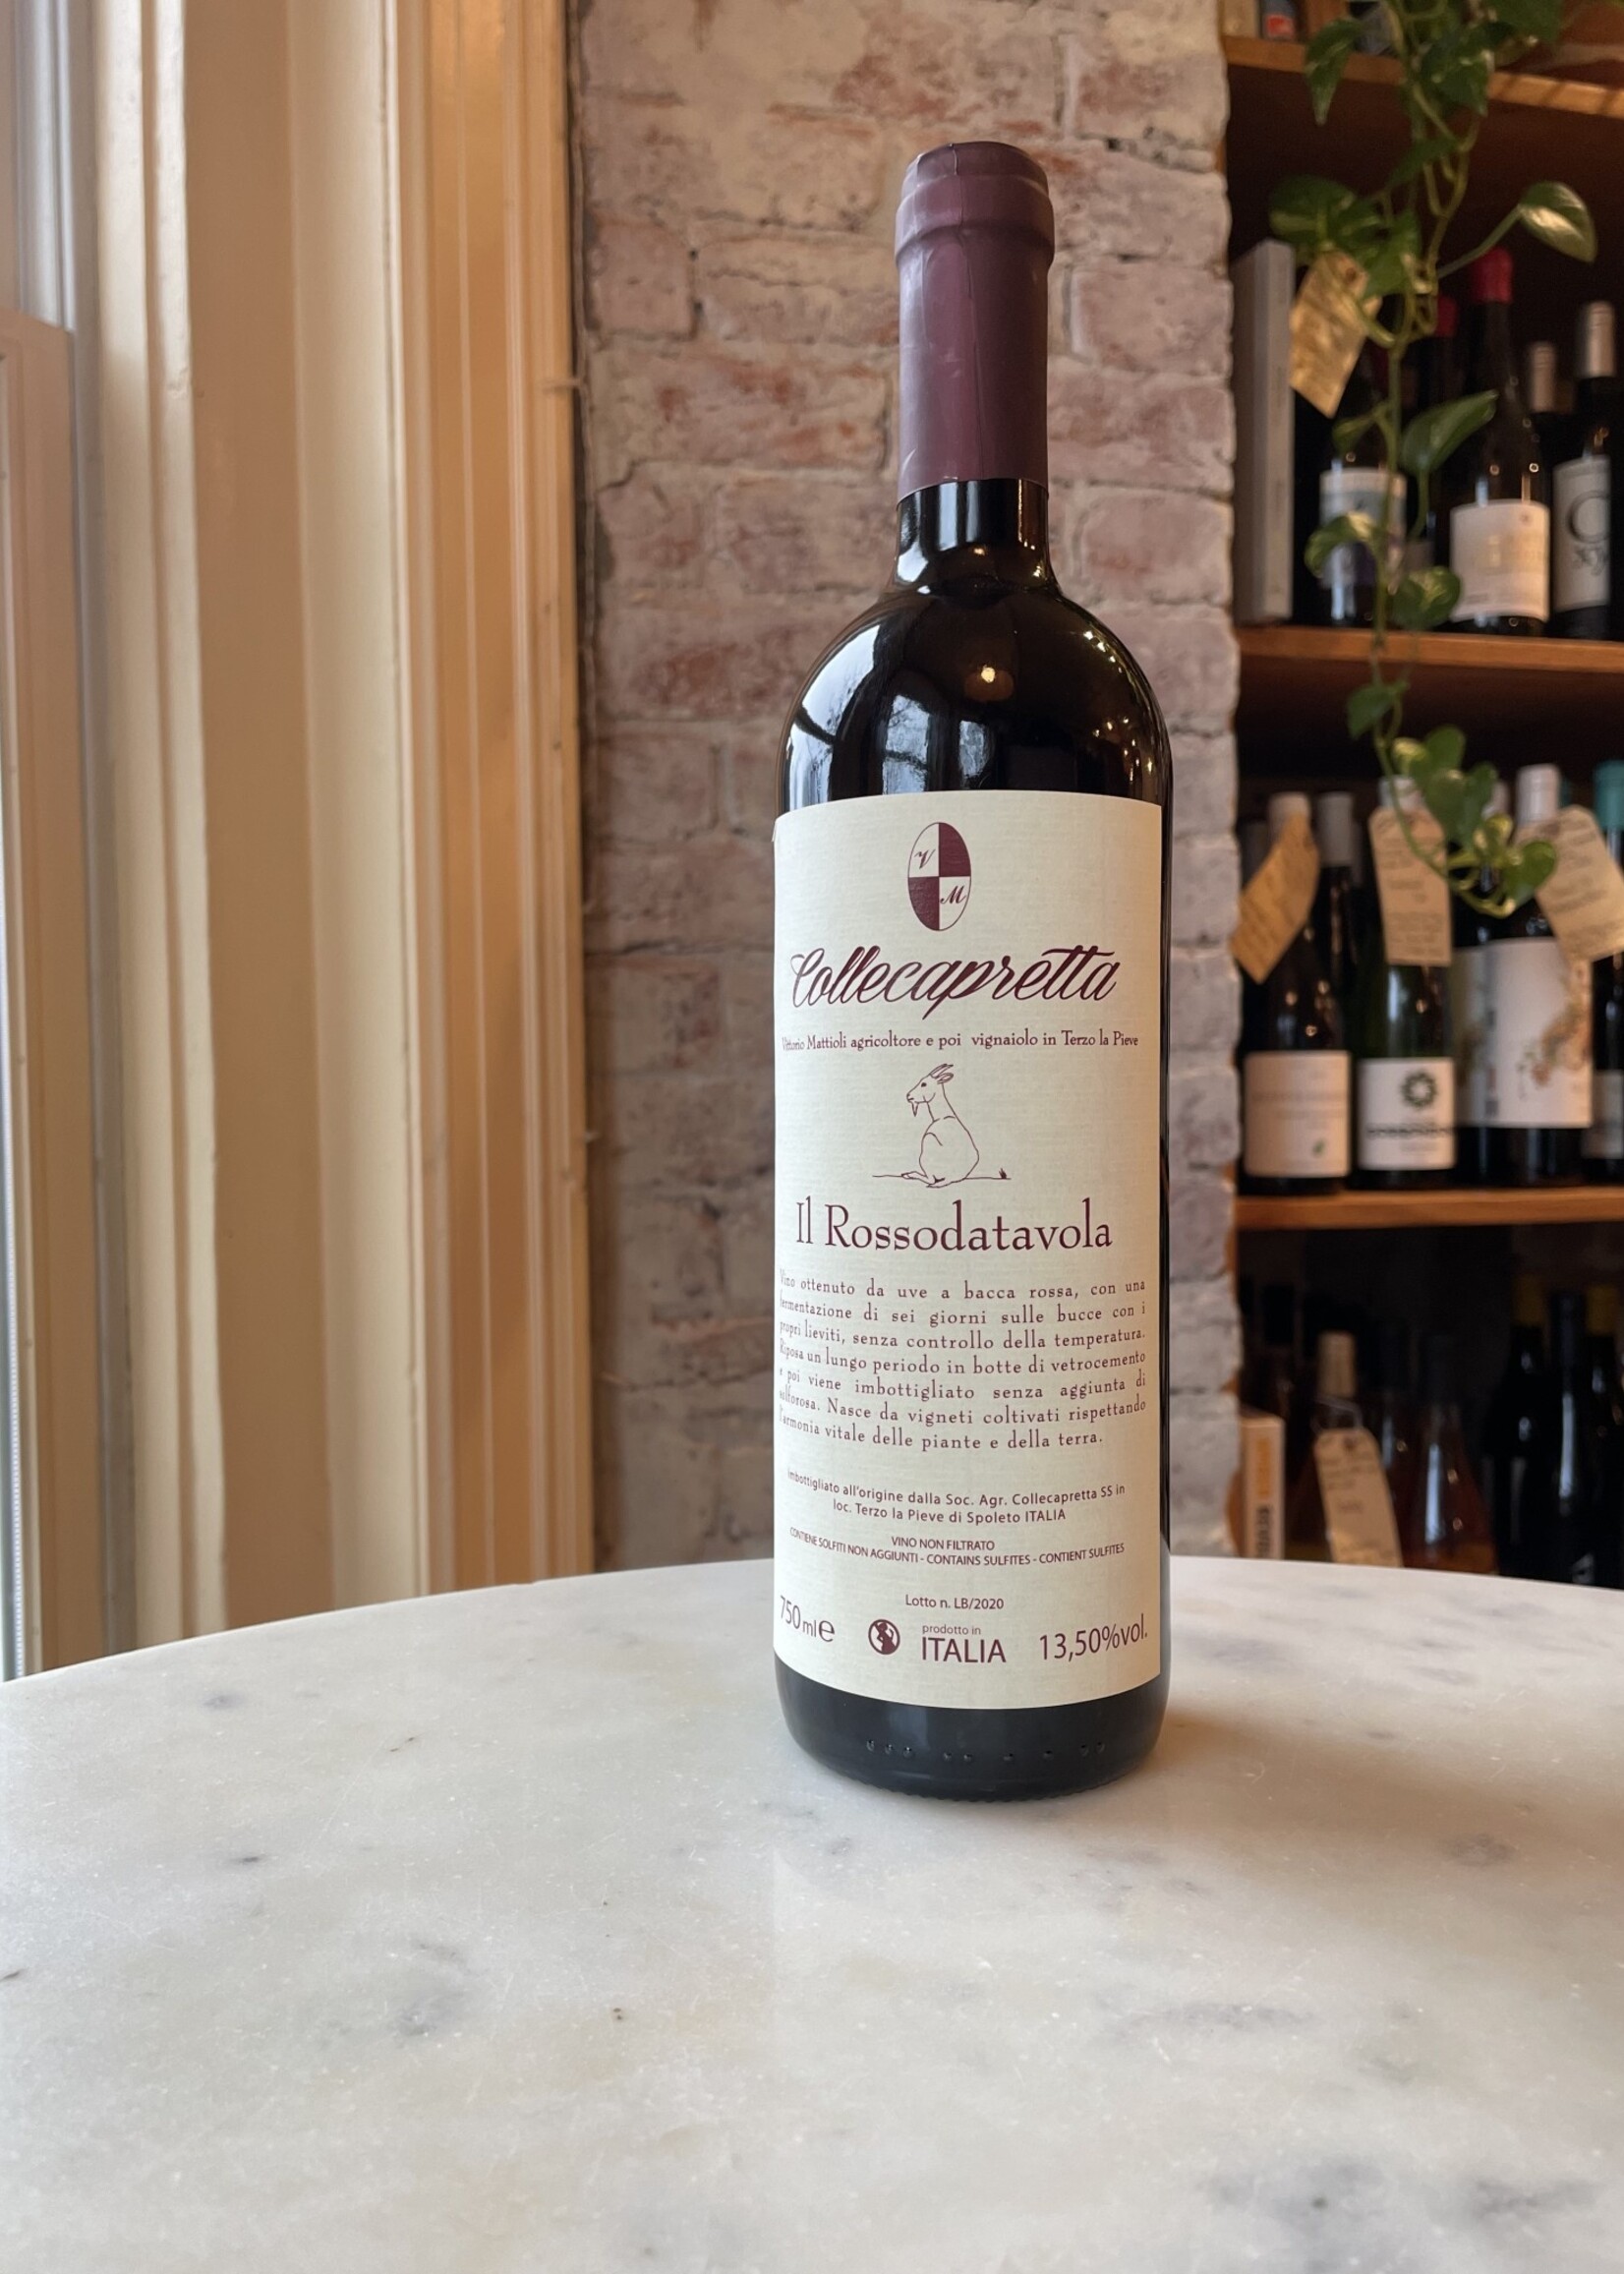 V
M
Collecapretta
Vittorio Mattioli agricoltore e poi vignaiolo in Terzo la Pieve
Il Rossodatavola
Vino ottenuto da uve a bacca rossa, con una
fermentazione di sei giorni sulle bucce con i
propri lieviti, senza controllo della temperatura.
Riposa un lungo periodo in botte di vetrocemento
e poi viene imbottigliato senza aggiunta di
solforosa. Nasce da vigneti coltivati rispettando
l'armonia vitale delle piante e della terra.
imbottigliato all'origine dalla Soc. Agr. Collecapretta SS in
loc. Terzo la Pieve di Spoleto ITALIA
VINO NON FILTRATO
CONTIENE SOLFITI NON AGGIUNTI - CONTAINS SULFITES - CONTIENT SULFITES
Lotto n. LB/2020
750 ml e
prodotto in
ITALIA
13,50%vol.